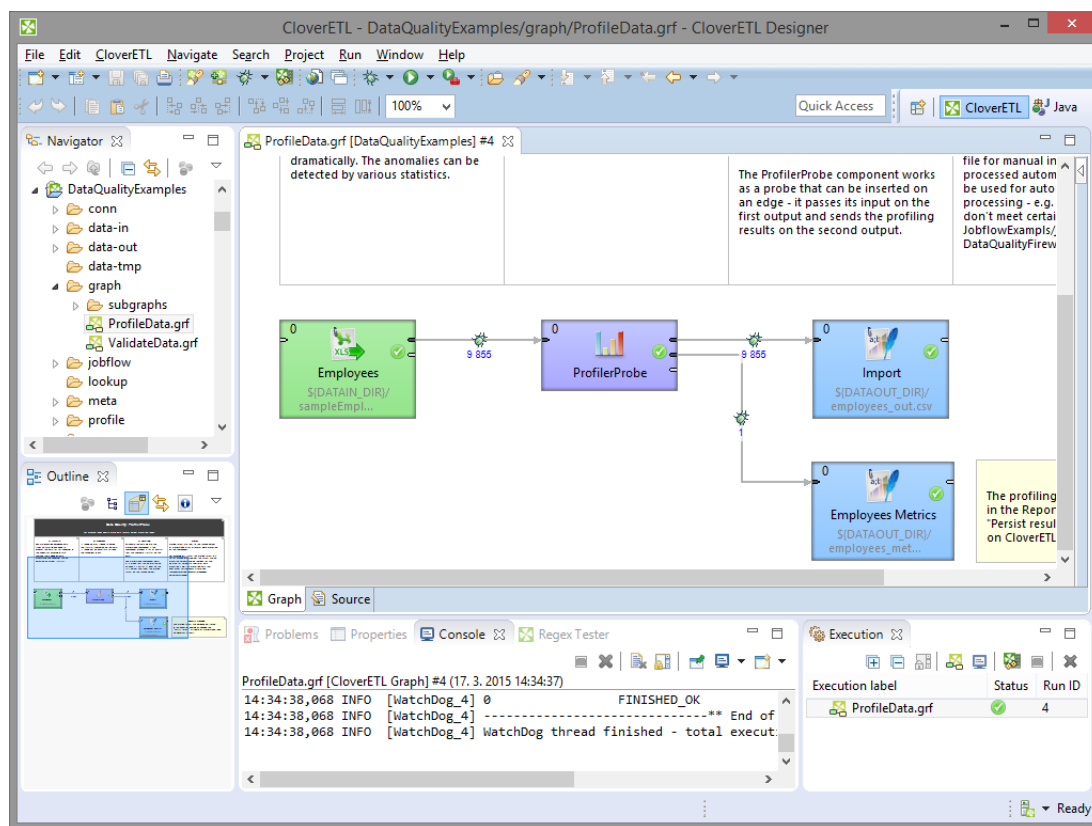 CloverETL - DataQualityExamples/graph/ProfileData.grf - CloverETL Designer
File Edit CloverETL Navigate Search Project Run Window Help
100%
Quick Access
CloverETL
Java
Navigator
DataQualityExamples
conn
data-in
data-out
data-tmp
graph
subgraphs
ProfileData.grf
ValidateData.grf
jobflow
lookup
meta
profile
Outline
ProfileData.grf [DataQualityExamples] #4
dramatically. The anomalies can be
detected by various statistics.
The ProfilerProbe component works
as a probe that can be inserted on
an edge - it passes its input on the
first output and sends the profiling
results on the second output.
file for manual in
processed autom
be used for auto
processing - e.g.
don't meet certai
JobflowExampls/
DataQualityFirew
0
XLS
Employees
${DATAIN_DIR}/
sampleEmpl...
9 855
0
ProfilerProbe
9 855
1
0
Import
${DATAOUT_DIR}/
employees_out.csv
0
Employees Metrics
${DATAOUT_DIR}/
employees_met...
The profiling
in the Repor
"Persist resul
on CloverETL
Graph Source
Problems Properties Console Regex Tester
ProfileData.grf [CloverETL Graph] #4 (17. 3. 2015 14:34:37)
14:34:38,068 INFO [WatchDog_4] 0 FINISHED_OK
14:34:38,068 INFO [WatchDog_4] ------------------------------** End of
14:34:38,068 INFO [WatchDog_4] WatchDog thread finished - total execut:
Execution
Execution label Status Run ID
ProfileData.grf 4
Ready